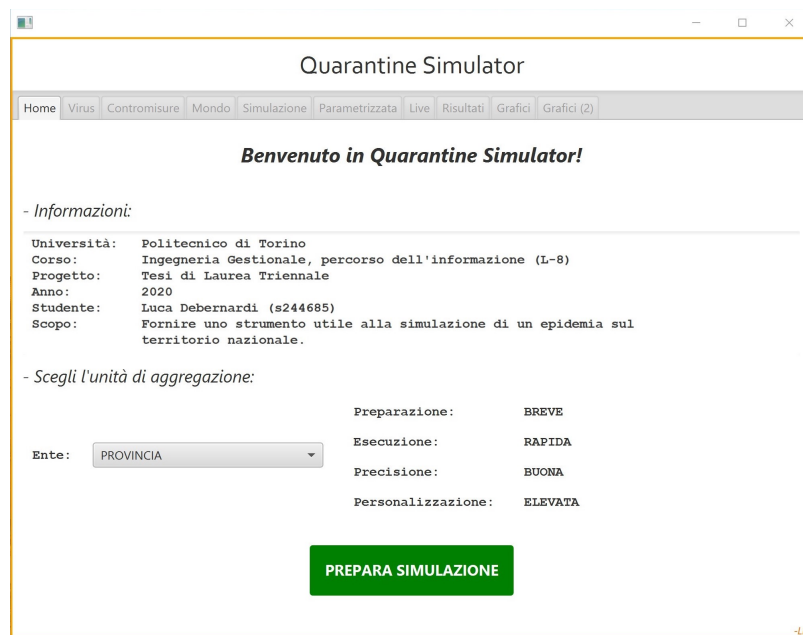 Quarantine Simulator
Home Virus Contromisure Mondo Simulazione Parametrizzata Live Risultati Grafici Grafici (2)
Benvenuto in Quarantine Simulator!
- Informazioni:
Università: Politecnico di Torino
Corso: Ingegneria Gestionale, percorso dell'informazione (L-8)
Progetto: Tesi di Laurea Triennale
Anno: 2020
Studente: Luca Debernardi (s244685)
Scopo: Fornire uno strumento utile alla simulazione di un epidemia sul
territorio nazionale.
- Scegli l'unità di aggregazione:
Preparazione: BREVE
Esecuzione: RAPIDA
Ente: PROVINCIA
Precisione: BUONA
Personalizzazione: ELEVATA
PREPARA SIMULAZIONE